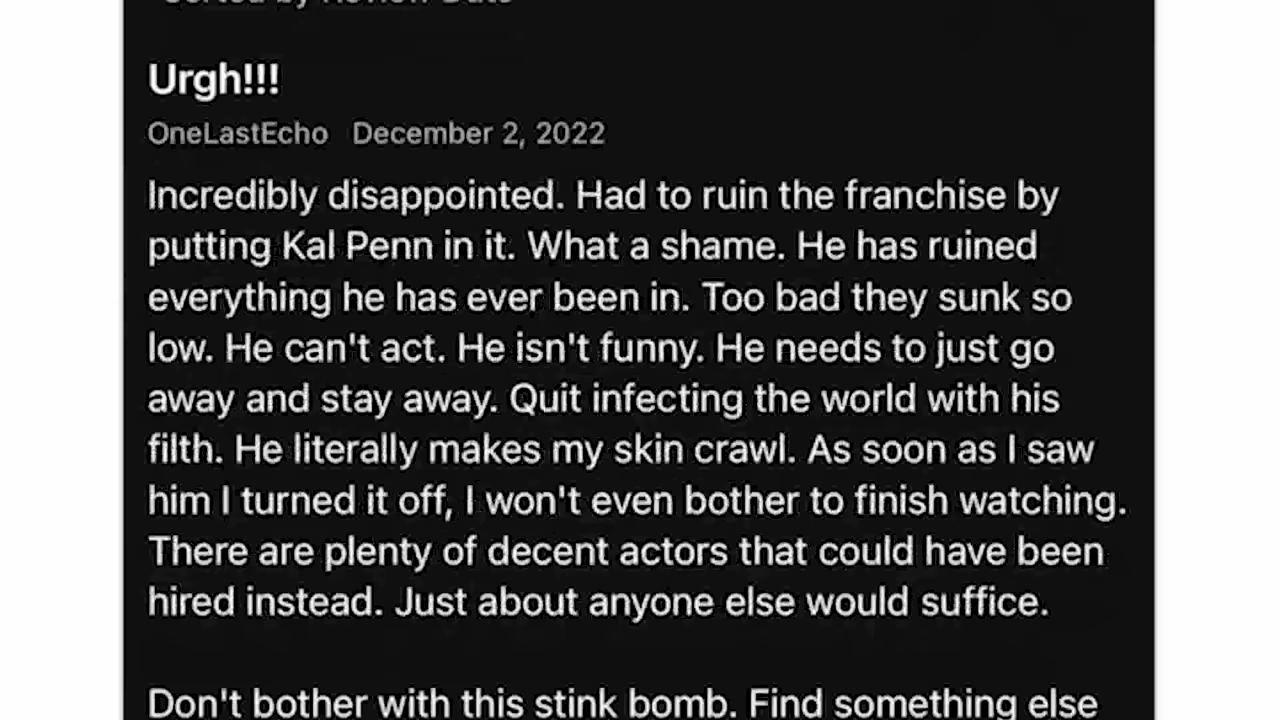 Sorted by Review Date
Urgh!!!
OneLastEcho December 2, 2022
Incredibly disappointed. Had to ruin the franchise by
putting Kal Penn in it. What a shame. He has ruined
everything he has ever been in. Too bad they sunk so
low. He can't act. He isn't funny. He needs to just go
away and stay away. Quit infecting the world with his
filth. He literally makes my skin crawl. As soon as I saw
him I turned it off, I won't even bother to finish watching.
There are plenty of decent actors that could have been
hired instead. Just about anyone else would suffice.
Don't bother with this stink bomb. Find something else